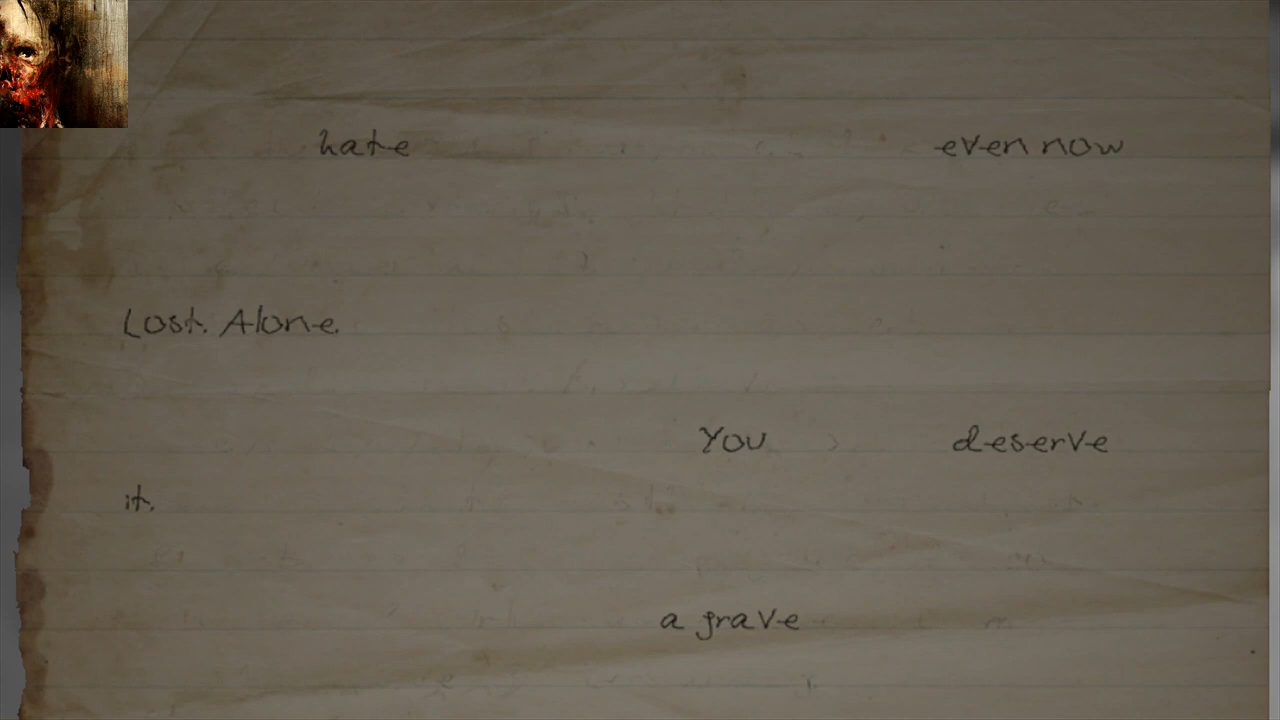 hate even now
Lost. Alone.
You deserve
it.
a grave